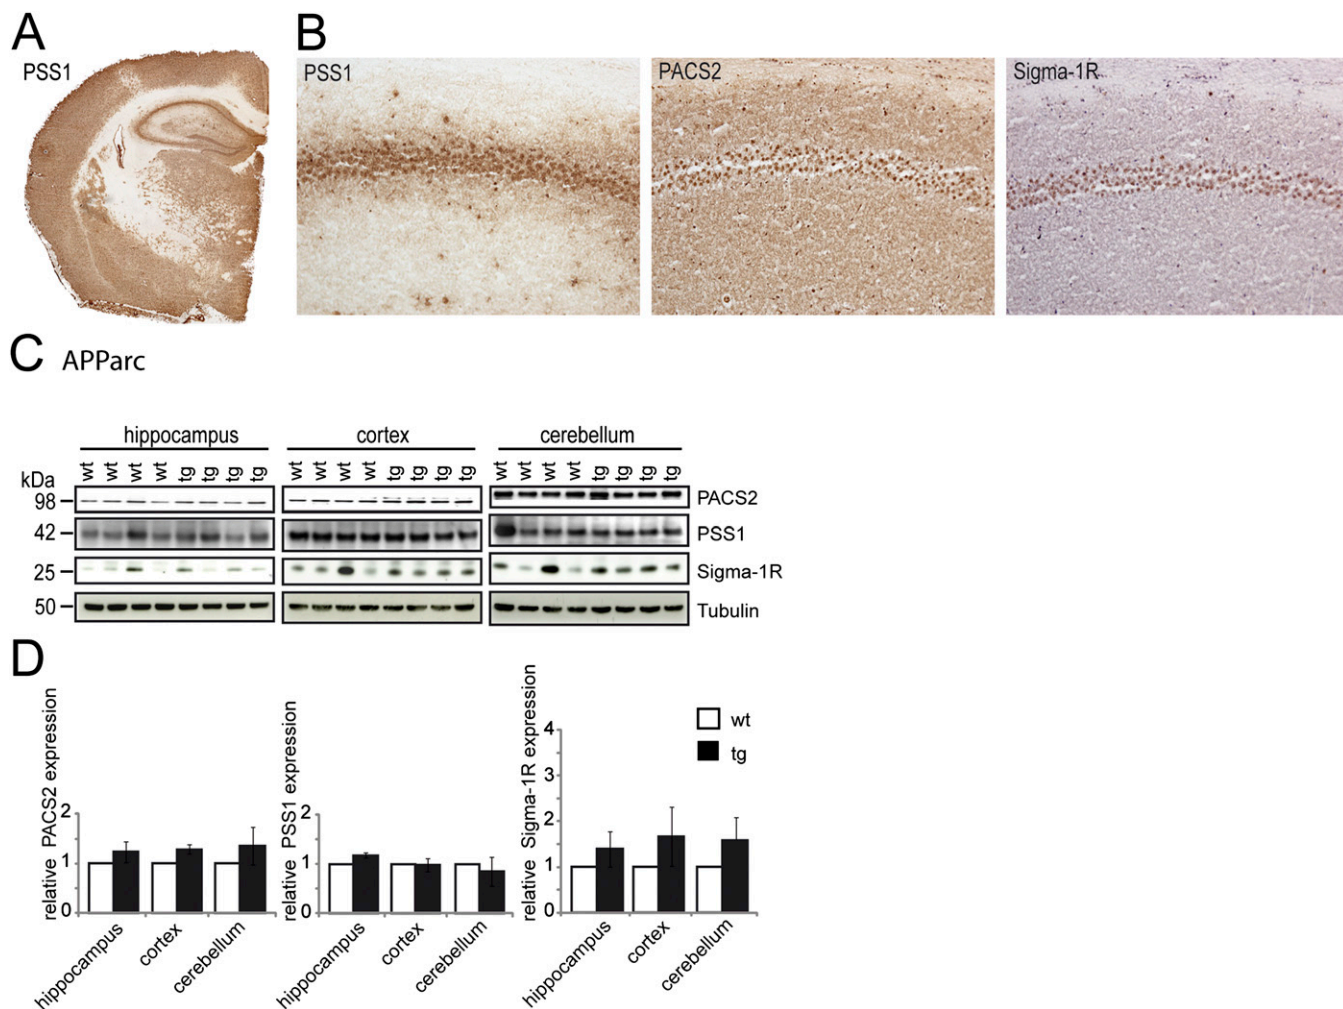 A
PSS1
B
PSS1
PACS2
Sigma-1R
C APParc
hippocampus cortex cerebellum
wt wt wt wt tg tg tg tg wt wt wt wt tg tg tg tg wt wt wt wt tg tg tg tg
kDa
98 PACS2
42 PSS1
25 Sigma-1R
50 Tubulin
D
relative PACS2 expression
2
1
0
hippocampus
cortex
cerebellum
relative PSS1 expression
2
1
0
hippocampus
cortex
cerebellum
relative Sigma-1R expression
4
3
2
1
0
hippocampus
cortex
cerebellum
wt
tg